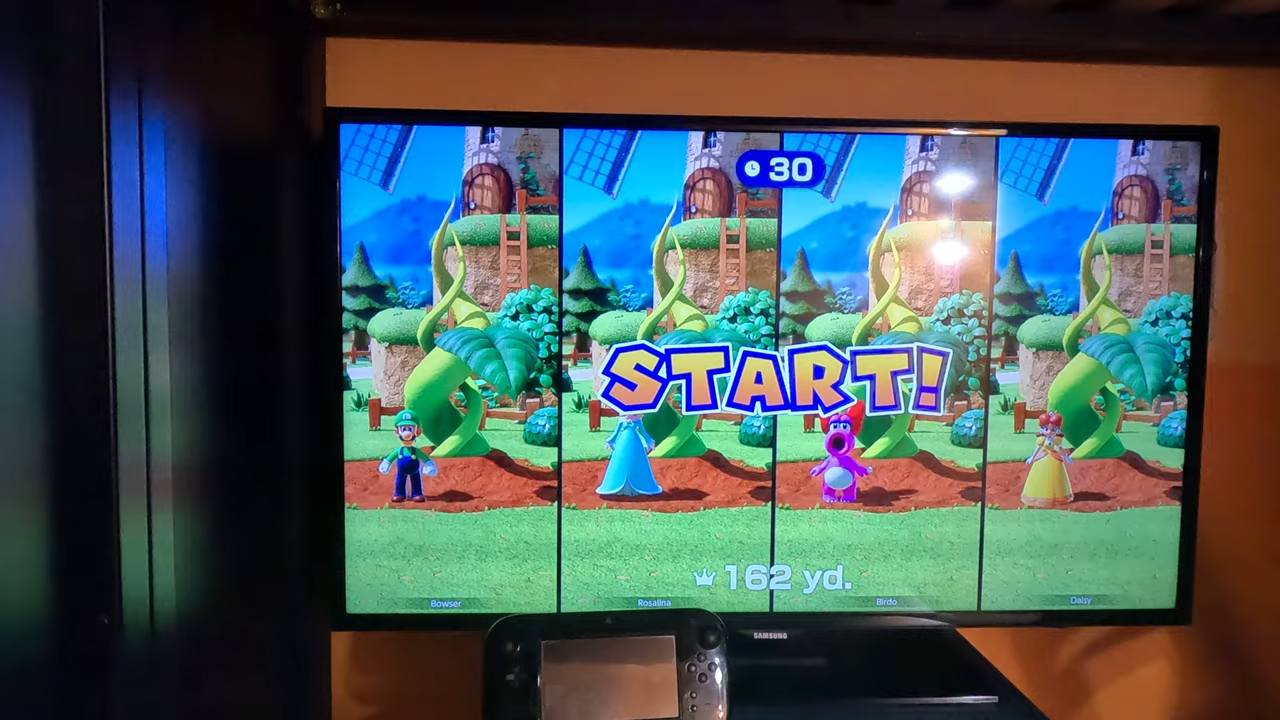 30
START!
162 yd.
Bowser
Rosalina
Birdo
Daisy
SAMSUNG